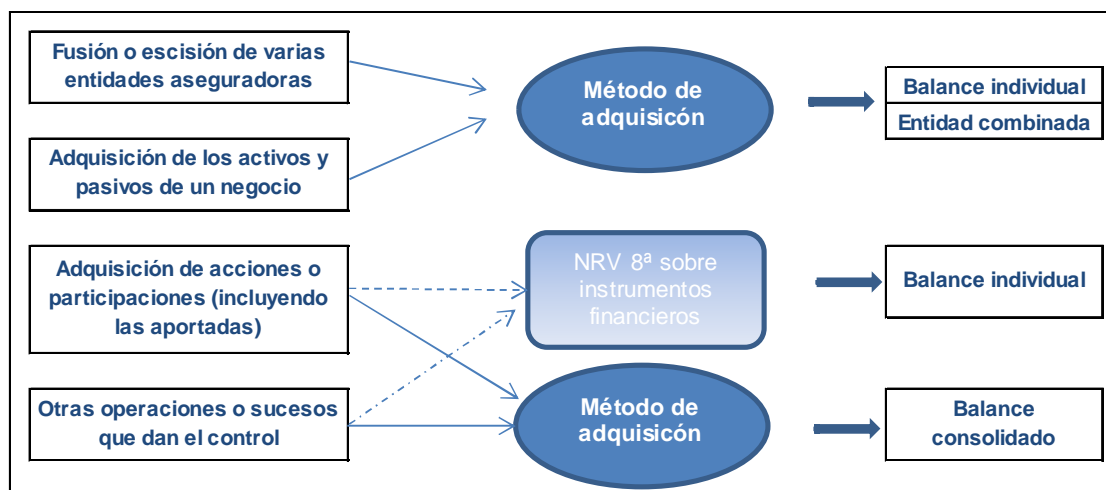 Fusión o escisión de varias
entidades aseguradoras
Método de
adquisicón
Balance individual
Entidad combinada
Adquisición de los activos y
pasivos de un negocio
Adquisición de acciones o
participaciones (incluyendo
las aportadas)
NRV 8ª sobre
instrumentos
financieros
Balance individual
Otras operaciones o sucesos
que dan el control
Método de
adquisicón
Balance
consolidado